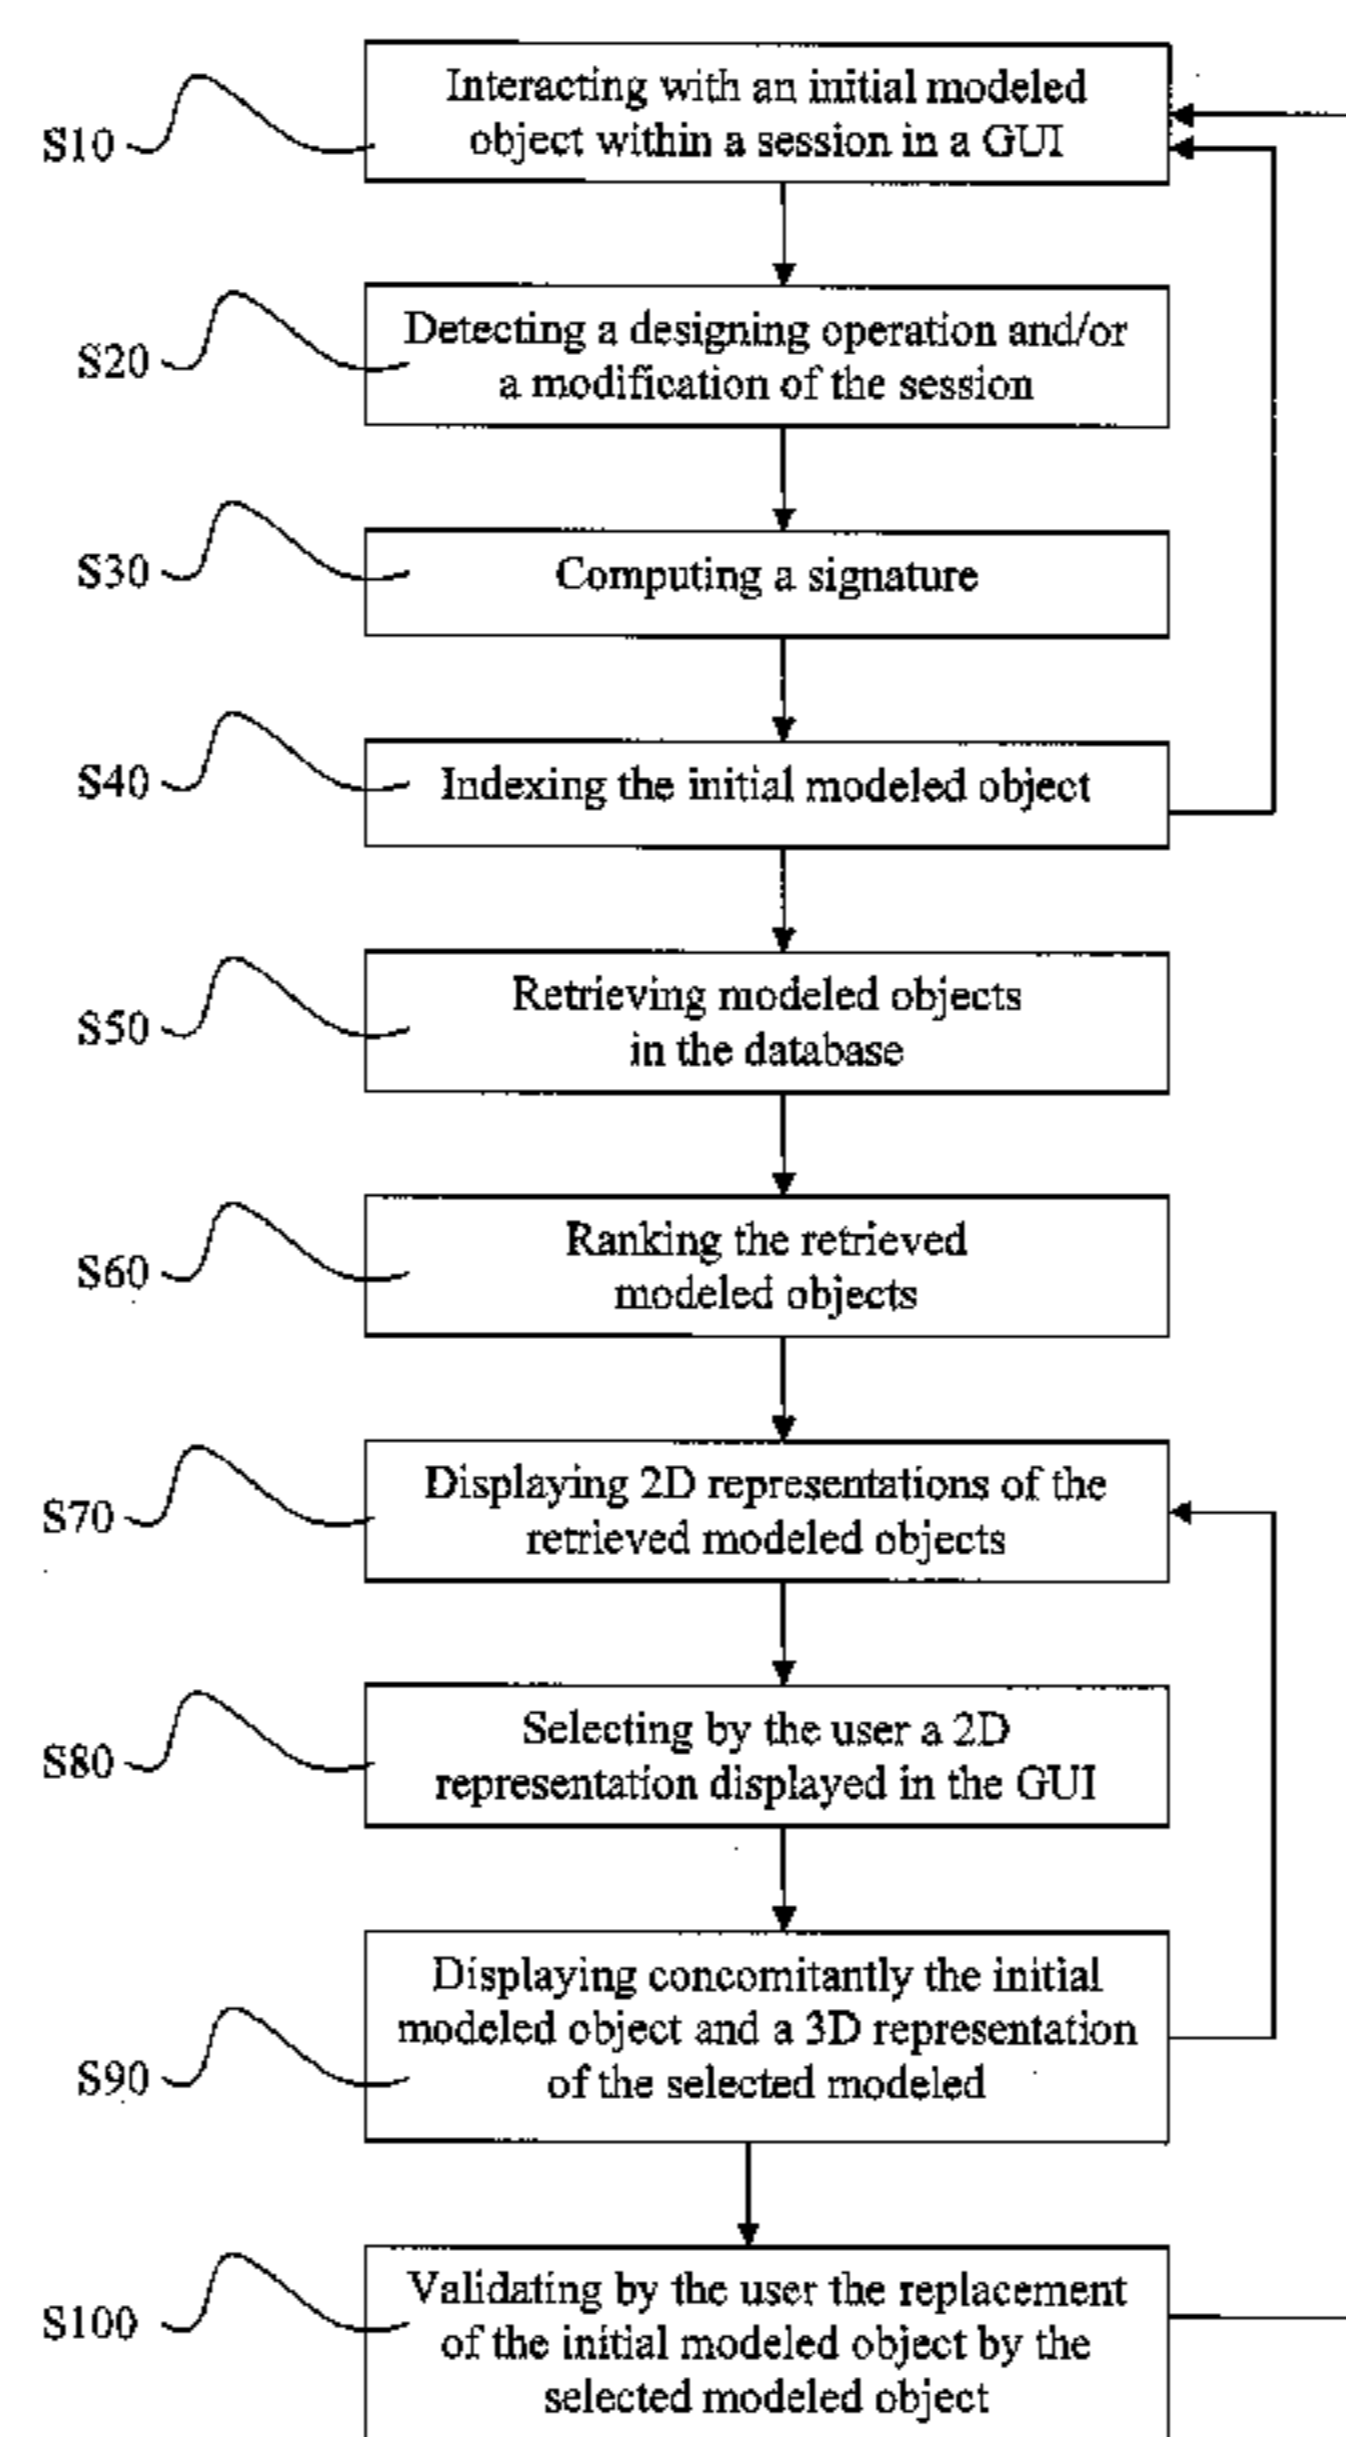 S10
Interacting with an initial modeled
object within a session in a GUI
S20
Detecting a designing operation and/or
a modification of the session
S30
Computing a signature
S40
Indexing the initial modeled object
S50
Retrieving modeled objects
in the database
S60
Ranking the retrieved
modeled objects
S70
Displaying 2D representations of the
retrieved modeled objects
S80
Selecting by the user a 2D
representation displayed in the GUI
S90
Displaying concomitantly the initial
modeled object and a 3D representation
of the selected modeled
S100
Validating by the user the replacement
of the initial modeled object by the
selected modeled object